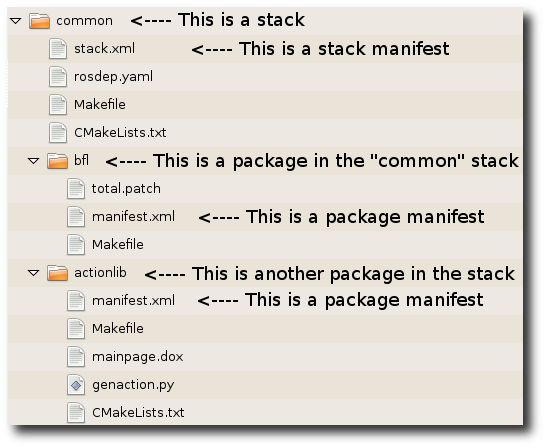 common <---- This is a stack
stack.xml <---- This is a stack manifest
rosdep.yaml
Makefile
CMakeLists.txt
bfl <---- This is a package in the "common" stack
total.patch
manifest.xml <---- This is a package manifest
Makefile
actionlib <---- This is another package in the stack
manifest.xml <---- This is a package manifest
Makefile
mainpage.dox
genaction.py
CMakeLists.txt